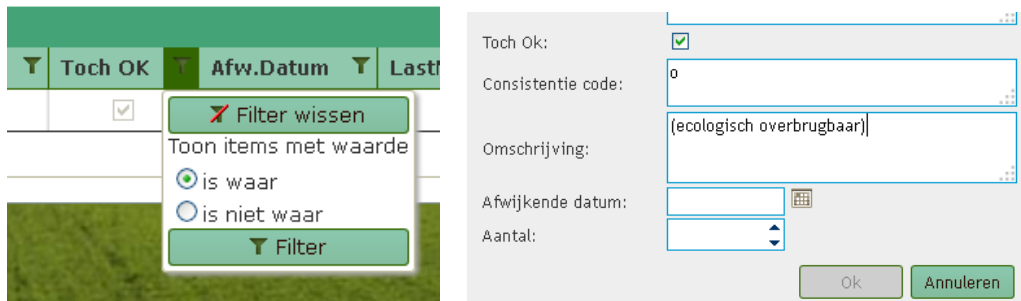 Toch OK Afw.Datum Last
Filter wissen
Toon items met waarde
is waar
is niet waar
Filter
Toch Ok:
Consistentie code: o
Omschrijving: (ecologisch overbrugbaar)
Afwijkende datum:
Aantal:
Ok Annuleren